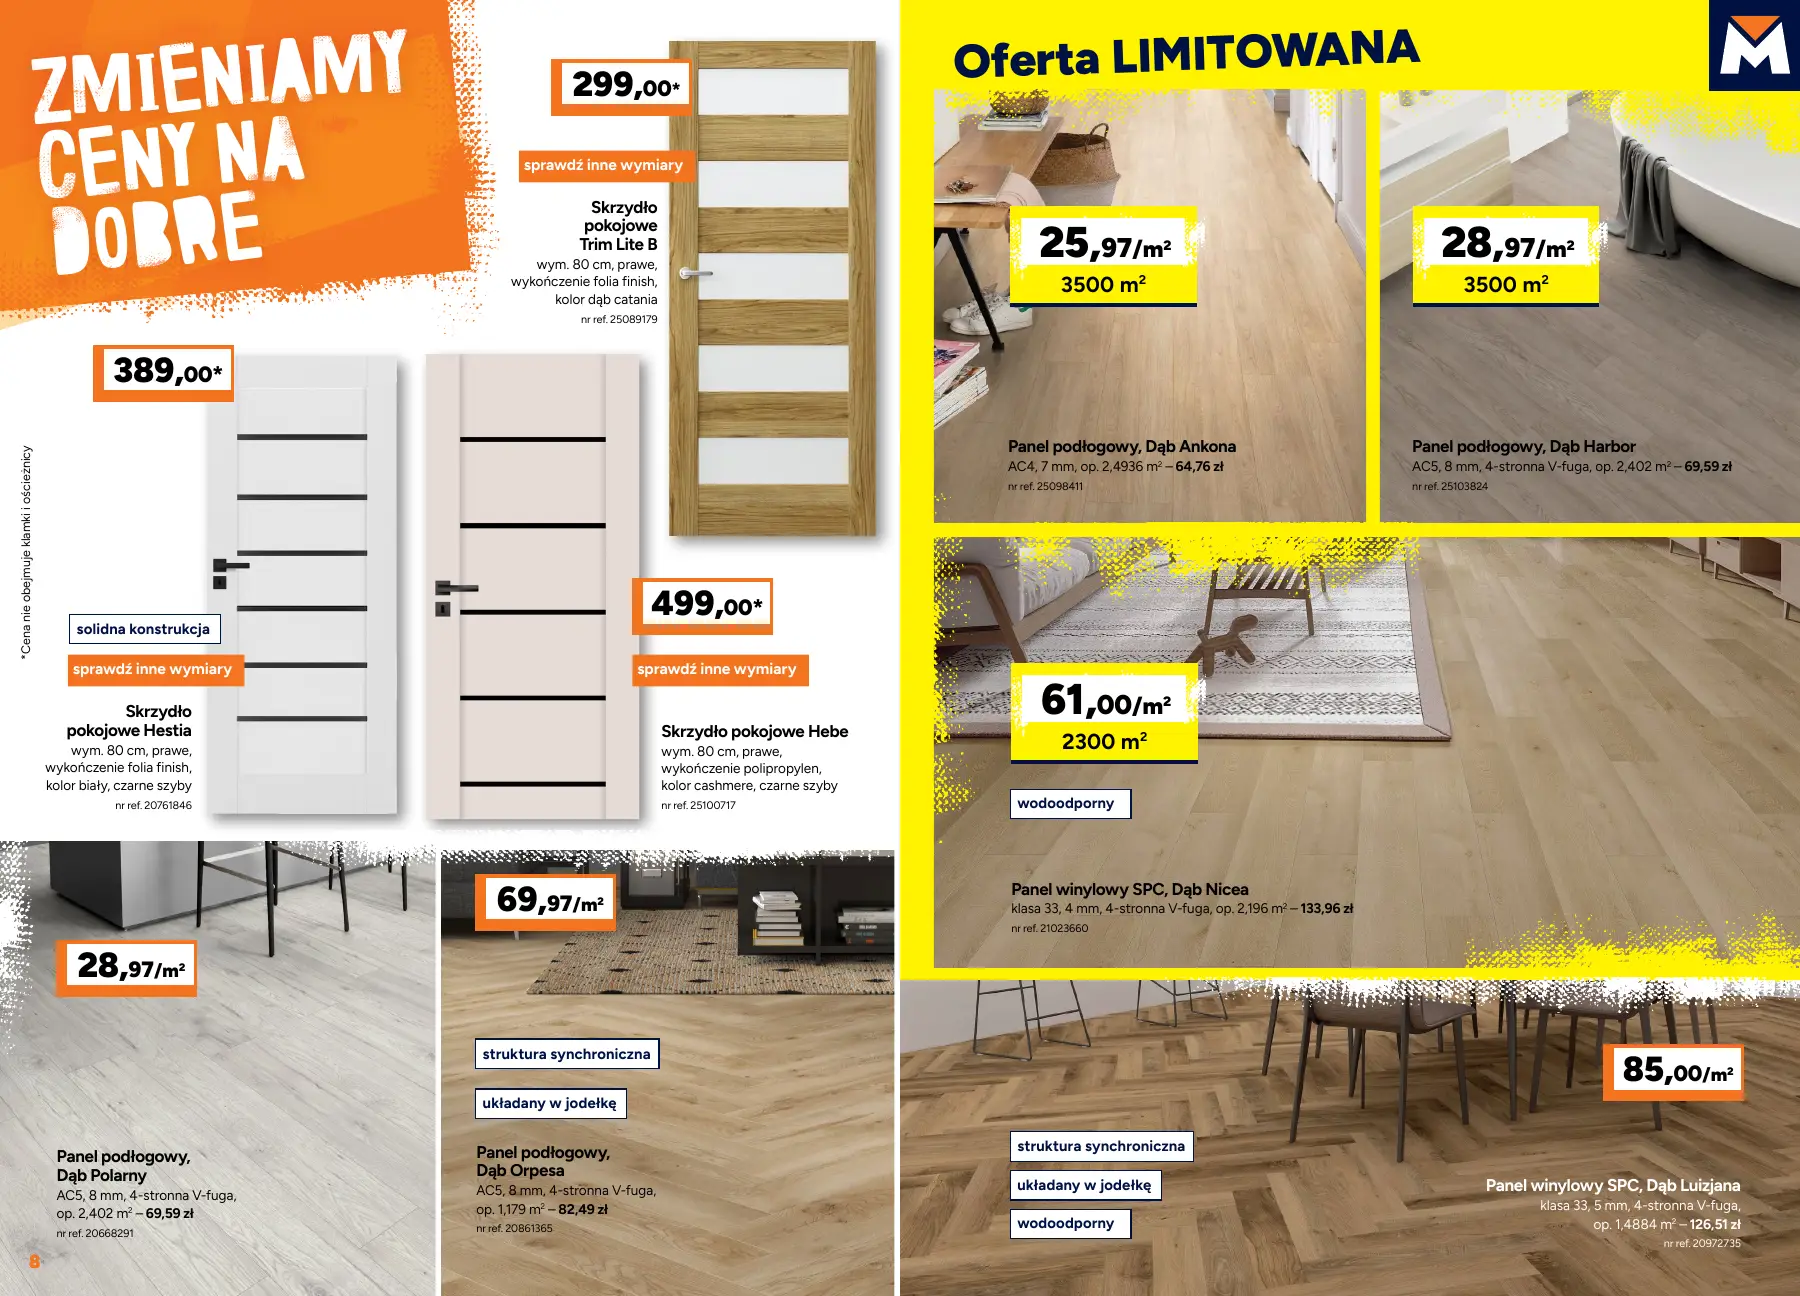 ZMIENIAMY
CENY NA
DOBRE
299,00*
sprawdź inne wymiary
Skrzydło
pokojowe
Trim Lite B
wym. 80 cm, prawe,
wykończenie folia finish,
kolor dąb catania
nr ref. 25089179
389,00*
solidna konstrukcja
sprawdź inne wymiary
Skrzydło
pokojowe Hestia
wym. 80 cm, prawe,
wykończenie folia finish,
kolor biały, czarne szyby
nr ref. 20761846
499,00*
sprawdź inne wymiary
Skrzydło pokojowe Hebe
wym. 80 cm, prawe,
wykończenie polipropylen,
kolor cashmere, czarne szyby
nr ref. 25100717
*Cena nie obejmuje klamki i ościeżnicy
28,97/m²
Panel podłogowy,
Dąb Polarny
AC5, 8 mm, 4-stronna V-fuga,
op. 2,402 m² – 69,59 zł
nr ref. 20668291
8
69,97/m²
struktura synchroniczna
układany w jodełkę
Panel podłogowy,
Dąb Orpesa
AC5, 8 mm, 4-stronna V-fuga,
op. 1,179 m² – 82,49 zł
nr ref. 20861365
Oferta LIMITOWANA
M
25,97/m²
3500 m²
Panel podłogowy, Dąb Ankona
AC4, 7 mm, op. 2,4936 m² – 64,76 zł
nr ref. 25098411
28,97/m²
3500 m²
Panel podłogowy, Dąb Harbor
AC5, 8 mm, 4-stronna V-fuga, op. 2,402 m² – 69,59 zł
nr ref. 25103824
61,00/m²
2300 m²
wodoodporny
Panel winylowy SPC, Dąb Nicea
klasa 33, 4 mm, 4-stronna V-fuga, op. 2,196 m² – 133,96 zł
nr ref. 21023660
85,00/m²
struktura synchroniczna
układany w jodełkę
wodoodporny
Panel winylowy SPC, Dąb Luizjana
klasa 33, 5 mm, 4-stronna V-fuga,
op. 1,4884 m² – 126,51 zł
nr ref. 20972735